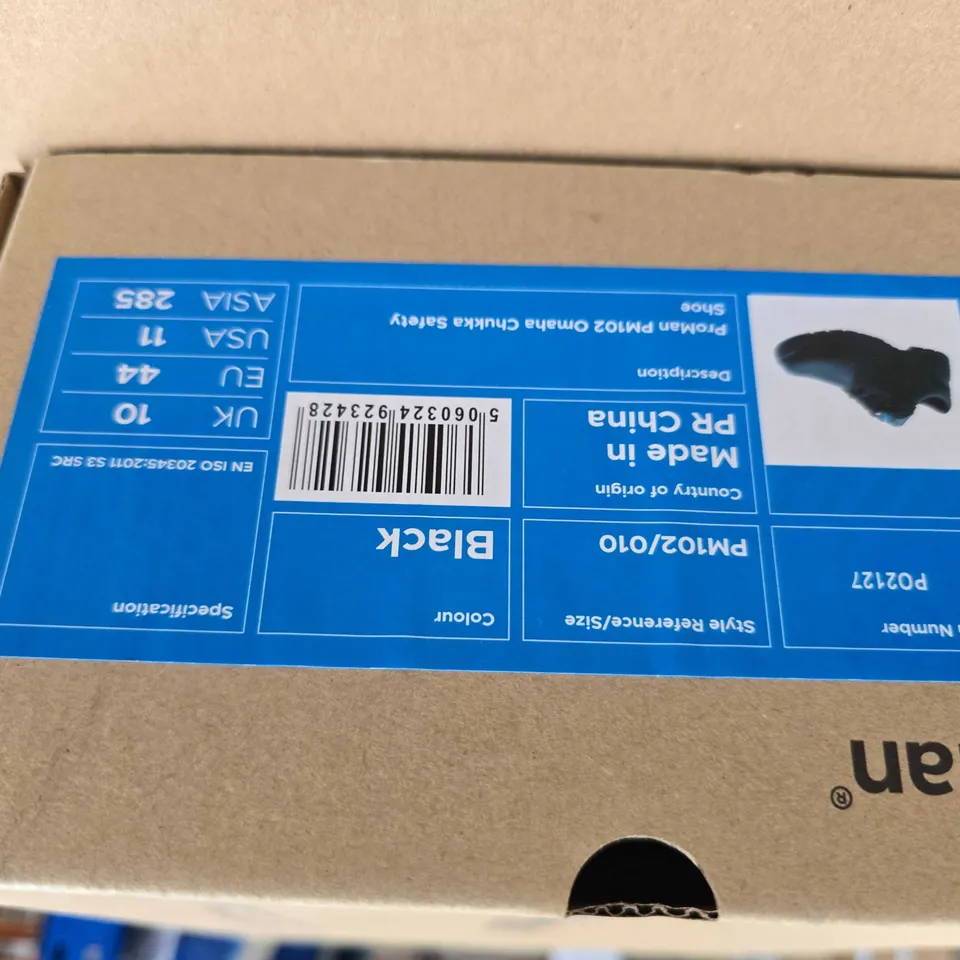 an®
Number
P02127
Style Reference/Size
PM102/010
Colour
Black
Specification
EN ISO 20345:2011 S3 SRC
Country of origin
Made in
PR China
5 060324 923428
UK 10
EU 44
USA 11
ASIA 285
Description
ProMan PM102 Omaha Chukka Safety
Shoe